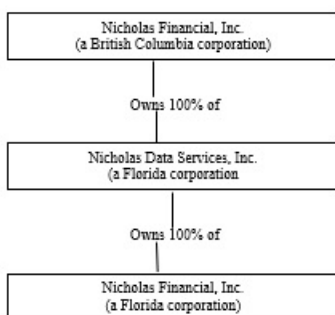 Nicholas Financial, Inc.
(a British Columbia corporation)
Owns 100% of
Nicholas Data Services, Inc.
(a Florida corporation
Owns 100% of
Nicholas Financial, Inc.
(a Florida corporation)